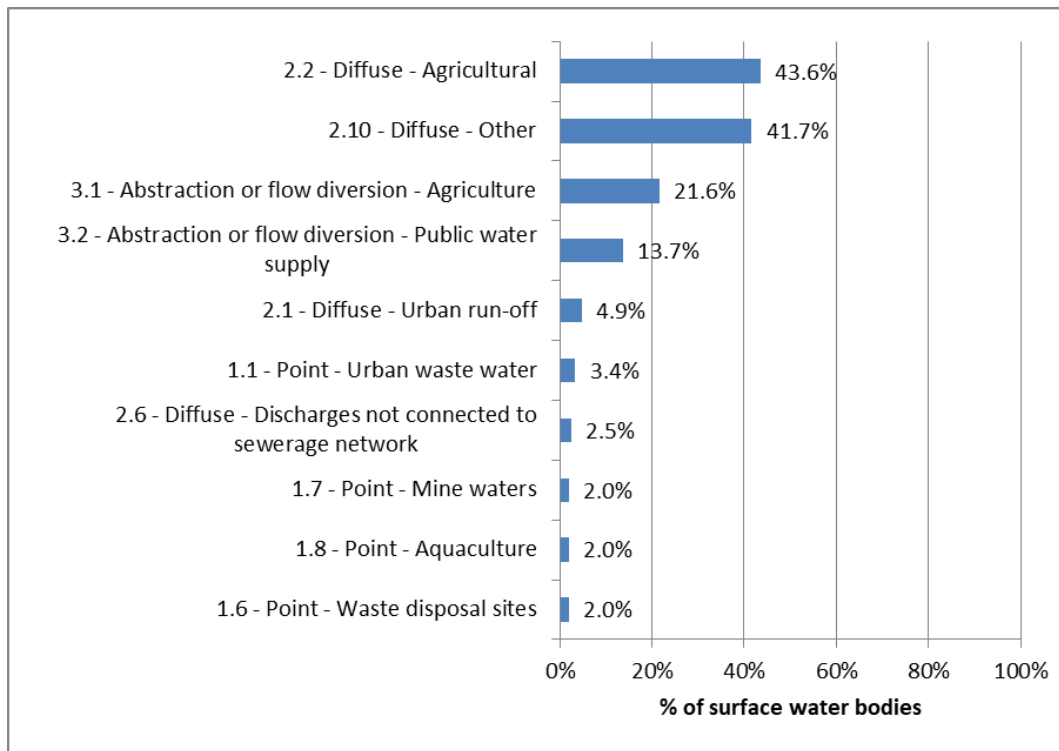 2.2 - Diffuse - Agricultural
43.6%
2.10 - Diffuse - Other
41.7%
3.1 - Abstraction or flow diversion - Agriculture
21.6%
3.2 - Abstraction or flow diversion - Public water
supply
13.7%
2.1 - Diffuse - Urban run-off
4.9%
1.1 - Point - Urban waste water
3.4%
2.6 - Diffuse - Discharges not connected to
sewerage network
2.5%
1.7 - Point - Mine waters
2.0%
1.8 - Point - Aquaculture
2.0%
1.6 - Point - Waste disposal sites
2.0%
0% 20% 40% 60% 80% 100%
% of surface water bodies